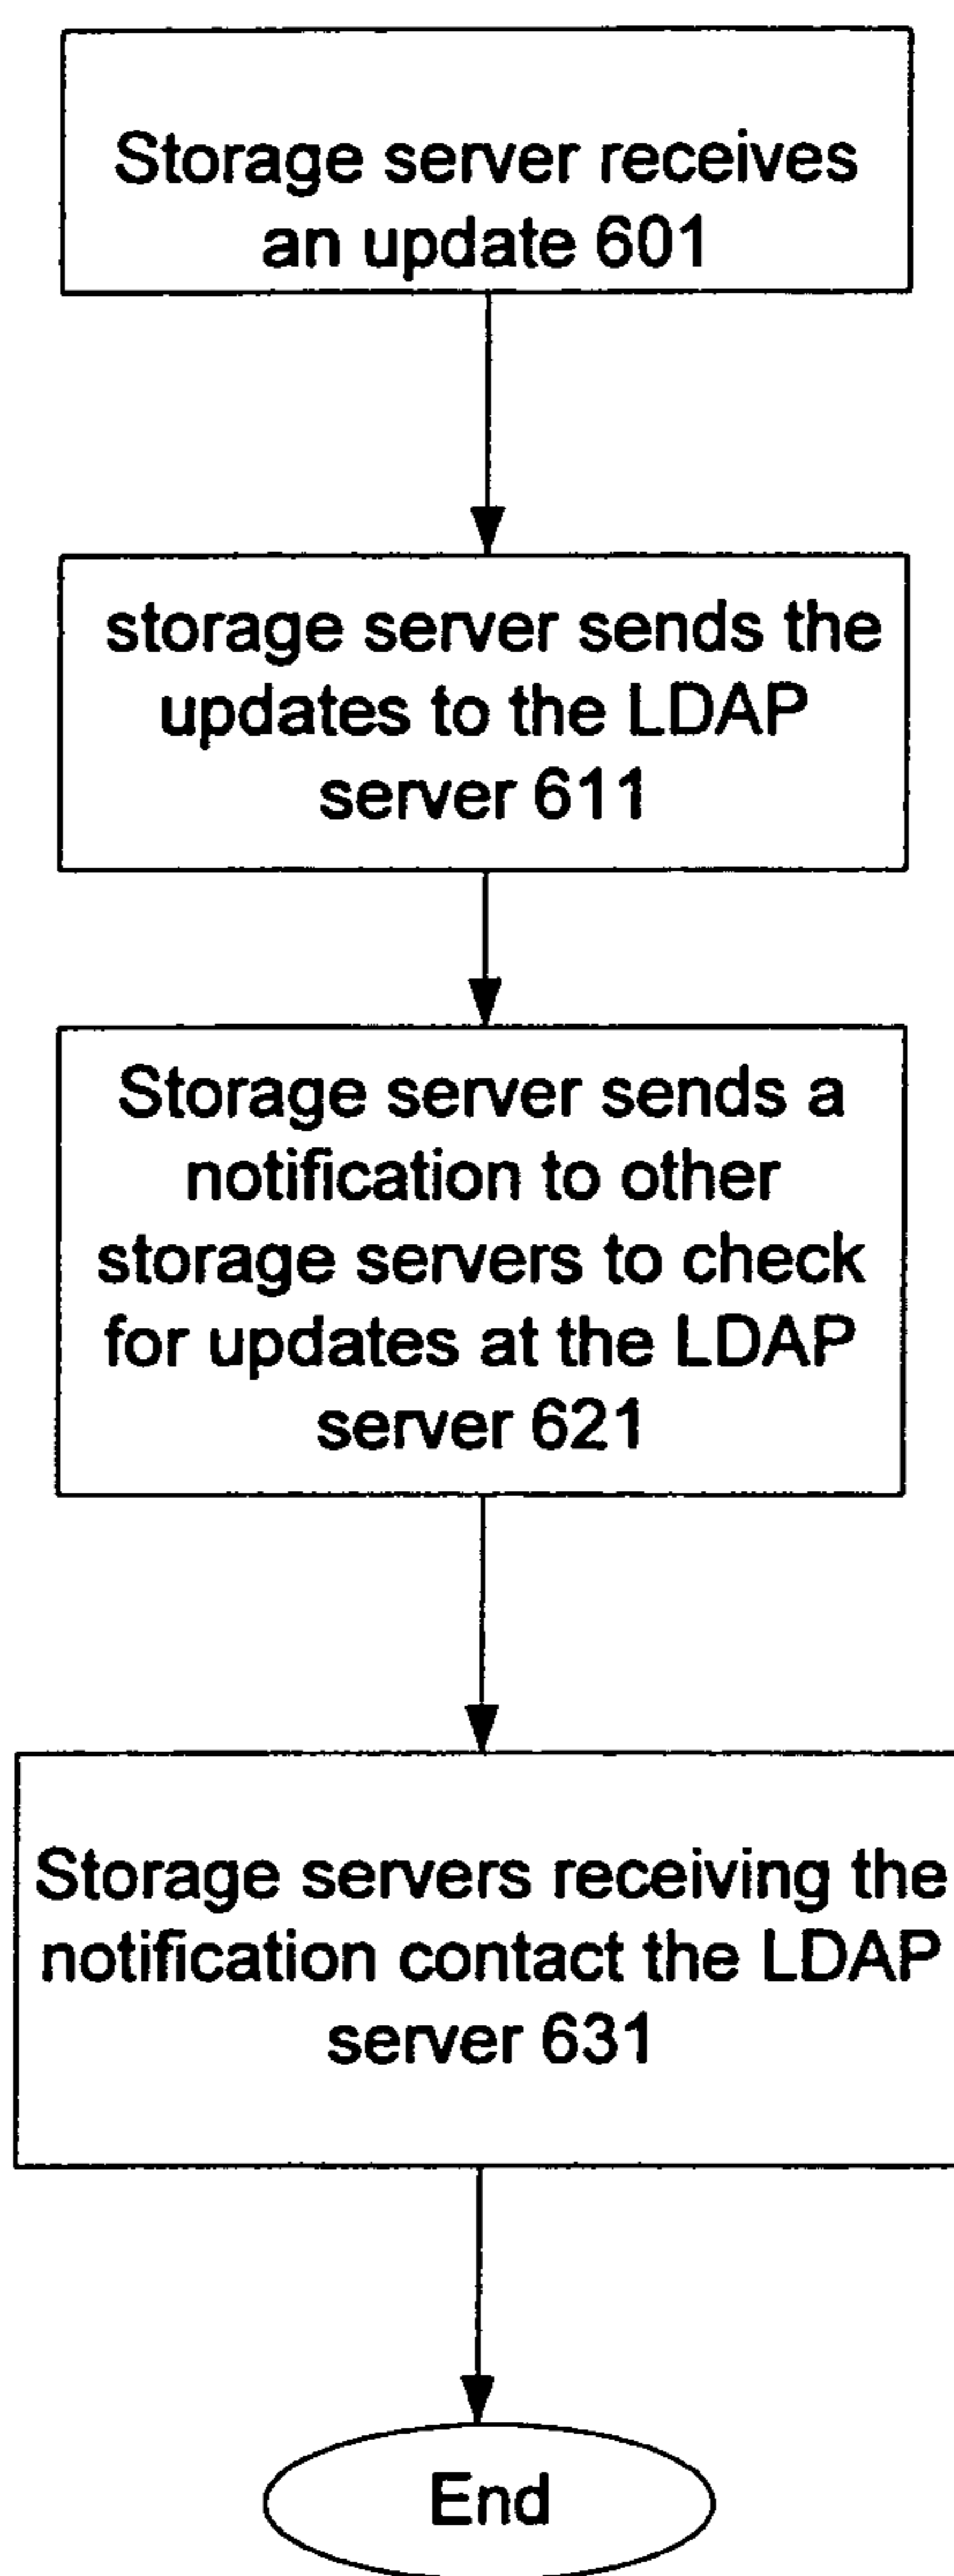 Storage server receives
an update 601
storage server sends the
updates to the LDAP
server 611
Storage server sends a
notification to other
storage servers to check
for updates at the LDAP
server 621
Storage servers receiving the
notification contact the LDAP
server 631
End